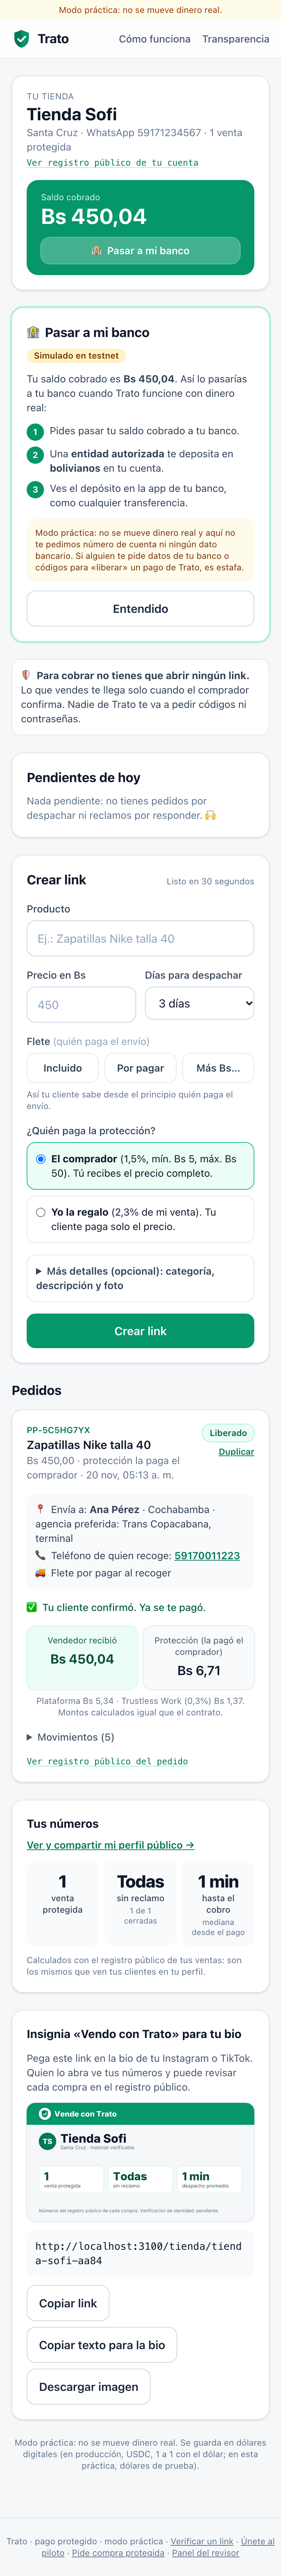 Modo práctica: no se mueve dinero real.
Trato
Cómo funciona
Transparencia
TU TIENDA
Tienda Sofi
Santa Cruz · WhatsApp 59171234567 · 1 venta
protegida
Ver registro público de tu cuenta
Saldo cobrado
Bs 450,04
Pasar a mi banco
Pasar a mi banco
Simulado en testnet
Tu saldo cobrado es Bs 450,04. Así lo pasarías
a tu banco cuando Trato funcione con dinero
real:
1 Pides pasar tu saldo cobrado a tu banco.
2 Una entidad autorizada te deposita en
bolivianos en tu cuenta.
3 Ves el depósito en la app de tu banco,
como cualquier transferencia.
Modo práctica: no se mueve dinero real y aquí no
te pedimos número de cuenta ni ningún dato
bancario. Si alguien te pide datos de tu banco o
códigos para «liberar» un pago de Trato, es estafa.
Entendido
Para cobrar no tienes que abrir ningún link.
Lo que vendes te llega solo cuando el comprador
confirma. Nadie de Trato te va a pedir códigos ni
contraseñas.
Pendientes de hoy
Nada pendiente: no tienes pedidos por
despachar ni reclamos por responder. 🙌
Crear link
Listo en 30 segundos
Producto
Ej.: Zapatillas Nike talla 40
Precio en Bs
Días para despachar
450
3 días
Flete (quién paga el envío)
Incluido
Por pagar
Más Bs...
Así tu cliente sabe desde el principio quién paga el
envío.
¿Quién paga la protección?
El comprador (1,5%, mín. Bs 5, máx. Bs
50). Tú recibes el precio completo.
Yo la regalo (2,3% de mi venta). Tu
cliente paga solo el precio.
▶ Más detalles (opcional): categoría,
descripción y foto
Crear link
Pedidos
PP-5C5HG7YX
Liberado
Zapatillas Nike talla 40
Duplicar
Bs 450,00 · protección la paga el
comprador · 20 nov, 05:13 a. m.
📍 Envía a: Ana Pérez · Cochabamba ·
agencia preferida: Trans Copacabana,
terminal
📞 Teléfono de quien recoge: 59170011223
🚚 Flete por pagar al recoger
✅ Tu cliente confirmó. Ya se te pagó.
Vendedor recibió
Bs 450,04
Protección (la pagó el
comprador)
Bs 6,71
Plataforma Bs 5,34 · Trustless Work (0,3%) Bs 1,37.
Montos calculados igual que el contrato.
▶ Movimientos (5)
Ver registro público del pedido
Tus números
Ver y compartir mi perfil público →
1
venta
protegida
Todas
sin reclamo
1 de 1
cerradas
1 min
hasta el
cobro
mediana
desde el pago
Calculados con el registro público de tus ventas: son
los mismos que ven tus clientes en tu perfil.
Insignia «Vendo con Trato» para tu bio
Pega este link en la bio de tu Instagram o TikTok.
Quien lo abra ve tus números y puede revisar
cada compra en el registro público.
Vende con Trato
TS
Tienda Sofi
Santa Cruz · historial verificable
1
venta protegida
Todas
sin reclamo
1 min
despacho promedio
Números del registro público de cada compra. Verificación de identidad: pendiente.
http://localhost:3100/tienda/tiend
a-sofi-aa84
Copiar link
Copiar texto para la bio
Descargar imagen
Modo práctica: no se mueve dinero real. Se guarda en dólares
digitales (en producción, USDC, 1 a 1 con el dólar; en esta
práctica, dólares de prueba).
Trato · pago protegido · modo práctica · Verificar un link · Únete al
piloto · Pide compra protegida · Panel del revisor